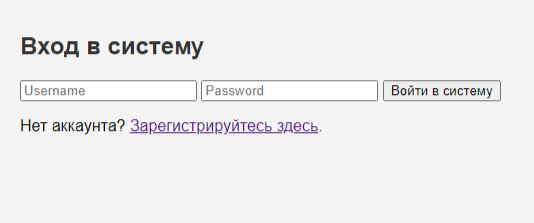 Вход в систему
Username Password Войти в систему
Нет аккаунта? Зарегистрируйтесь здесь.